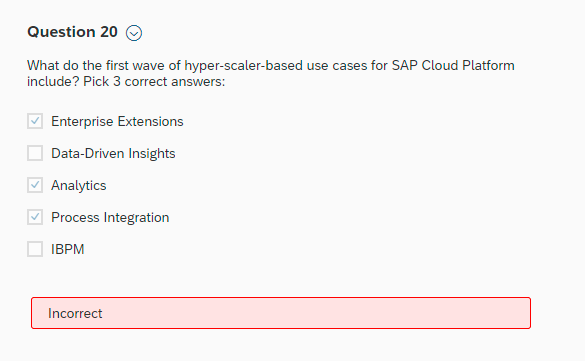 Question 20
What do the first wave of hyper-scaler-based use cases for SAP Cloud Platform
include? Pick 3 correct answers:
Enterprise Extensions
Data-Driven Insights
Analytics
Process Integration
IBPM
Incorrect